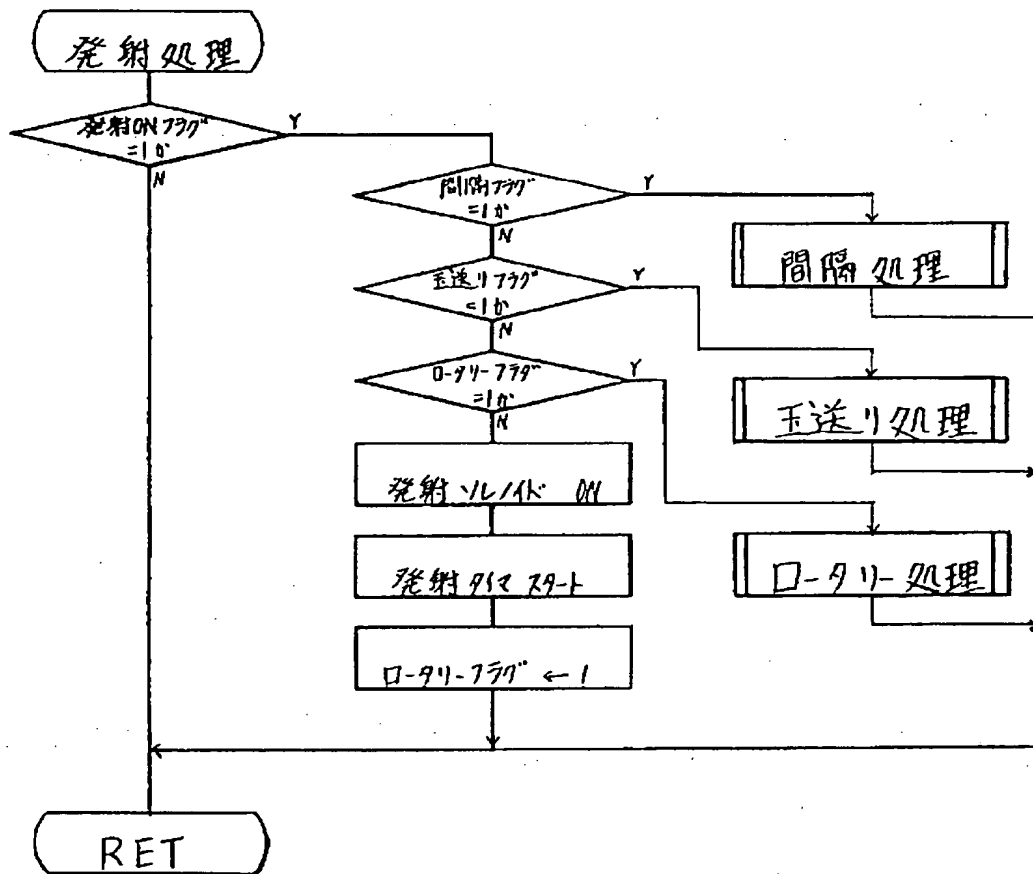 発射処理
発射ONフラグ
=1か
Y
N
間隔フラグ
=1か
Y
N
間隔処理
玉送りフラグ
=1か
Y
N
玉送り処理
ロータリーフラグ
=1か
Y
N
発射ソレノイド ON
ロータリー処理
発射タイマスタート
ロータリーフラグ ← 1
RET